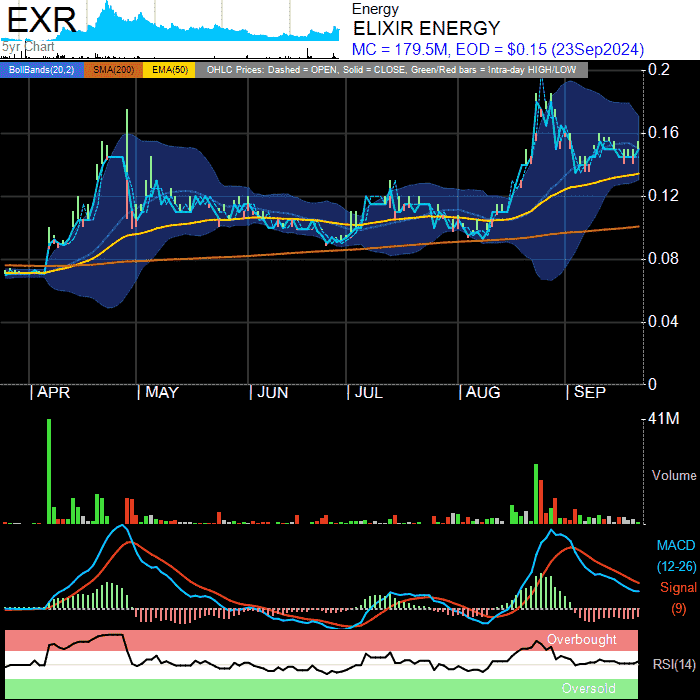 EXR
5yr Chart
Energy
ELIXIR ENERGY
MC = 179.5M, EOD = $0.15 (23Sep2024)
BollBands(20,2) SMA(200) EMA(50) OHLC Prices: Dashed = OPEN, Solid = CLOSE, Green/Red bars = Intra-day HIGH/LOW
0.2
0.16
0.12
0.08
0.04
0
APR MAY JUN JUL AUG SEP
41M
Volume
MACD
(12-26)
Signal
(9)
Overbought
RSI(14)
Oversold